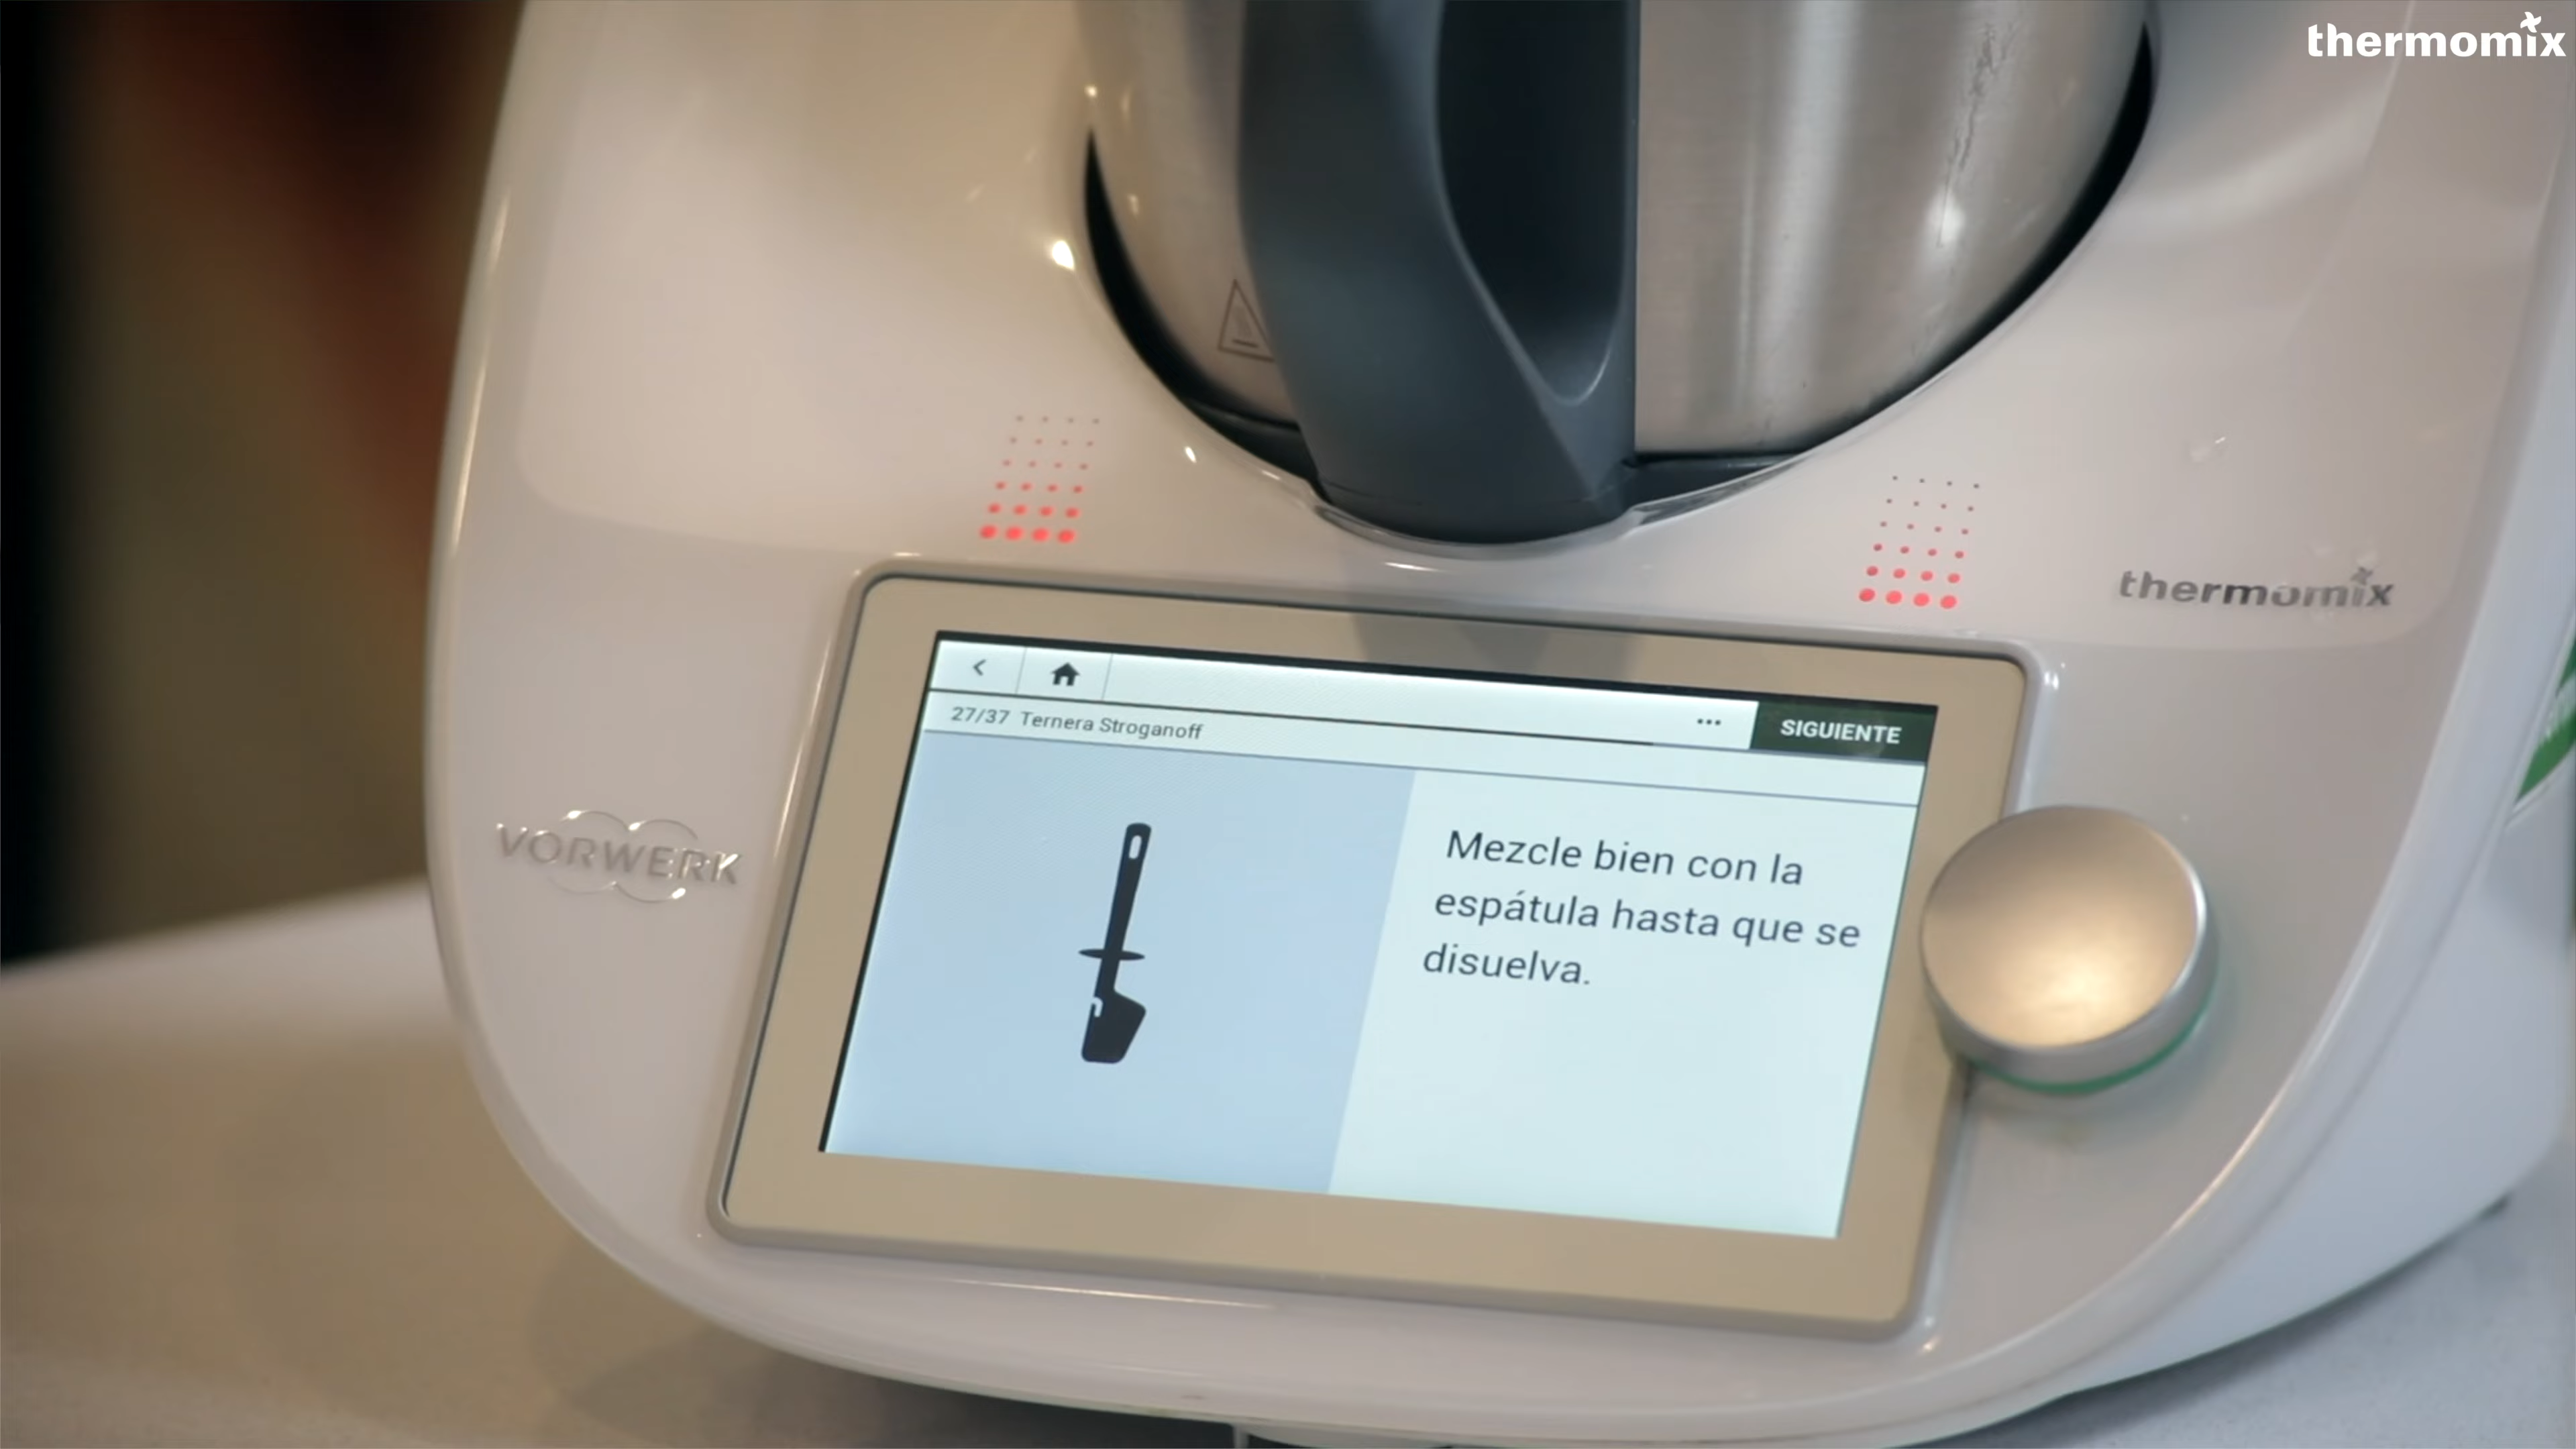 thermomix
thermomix
SIGUIENTE
27/37 Ternera Stroganoff
VORWERK
Mezcle bien con la
espátula hasta que se
disuelva.